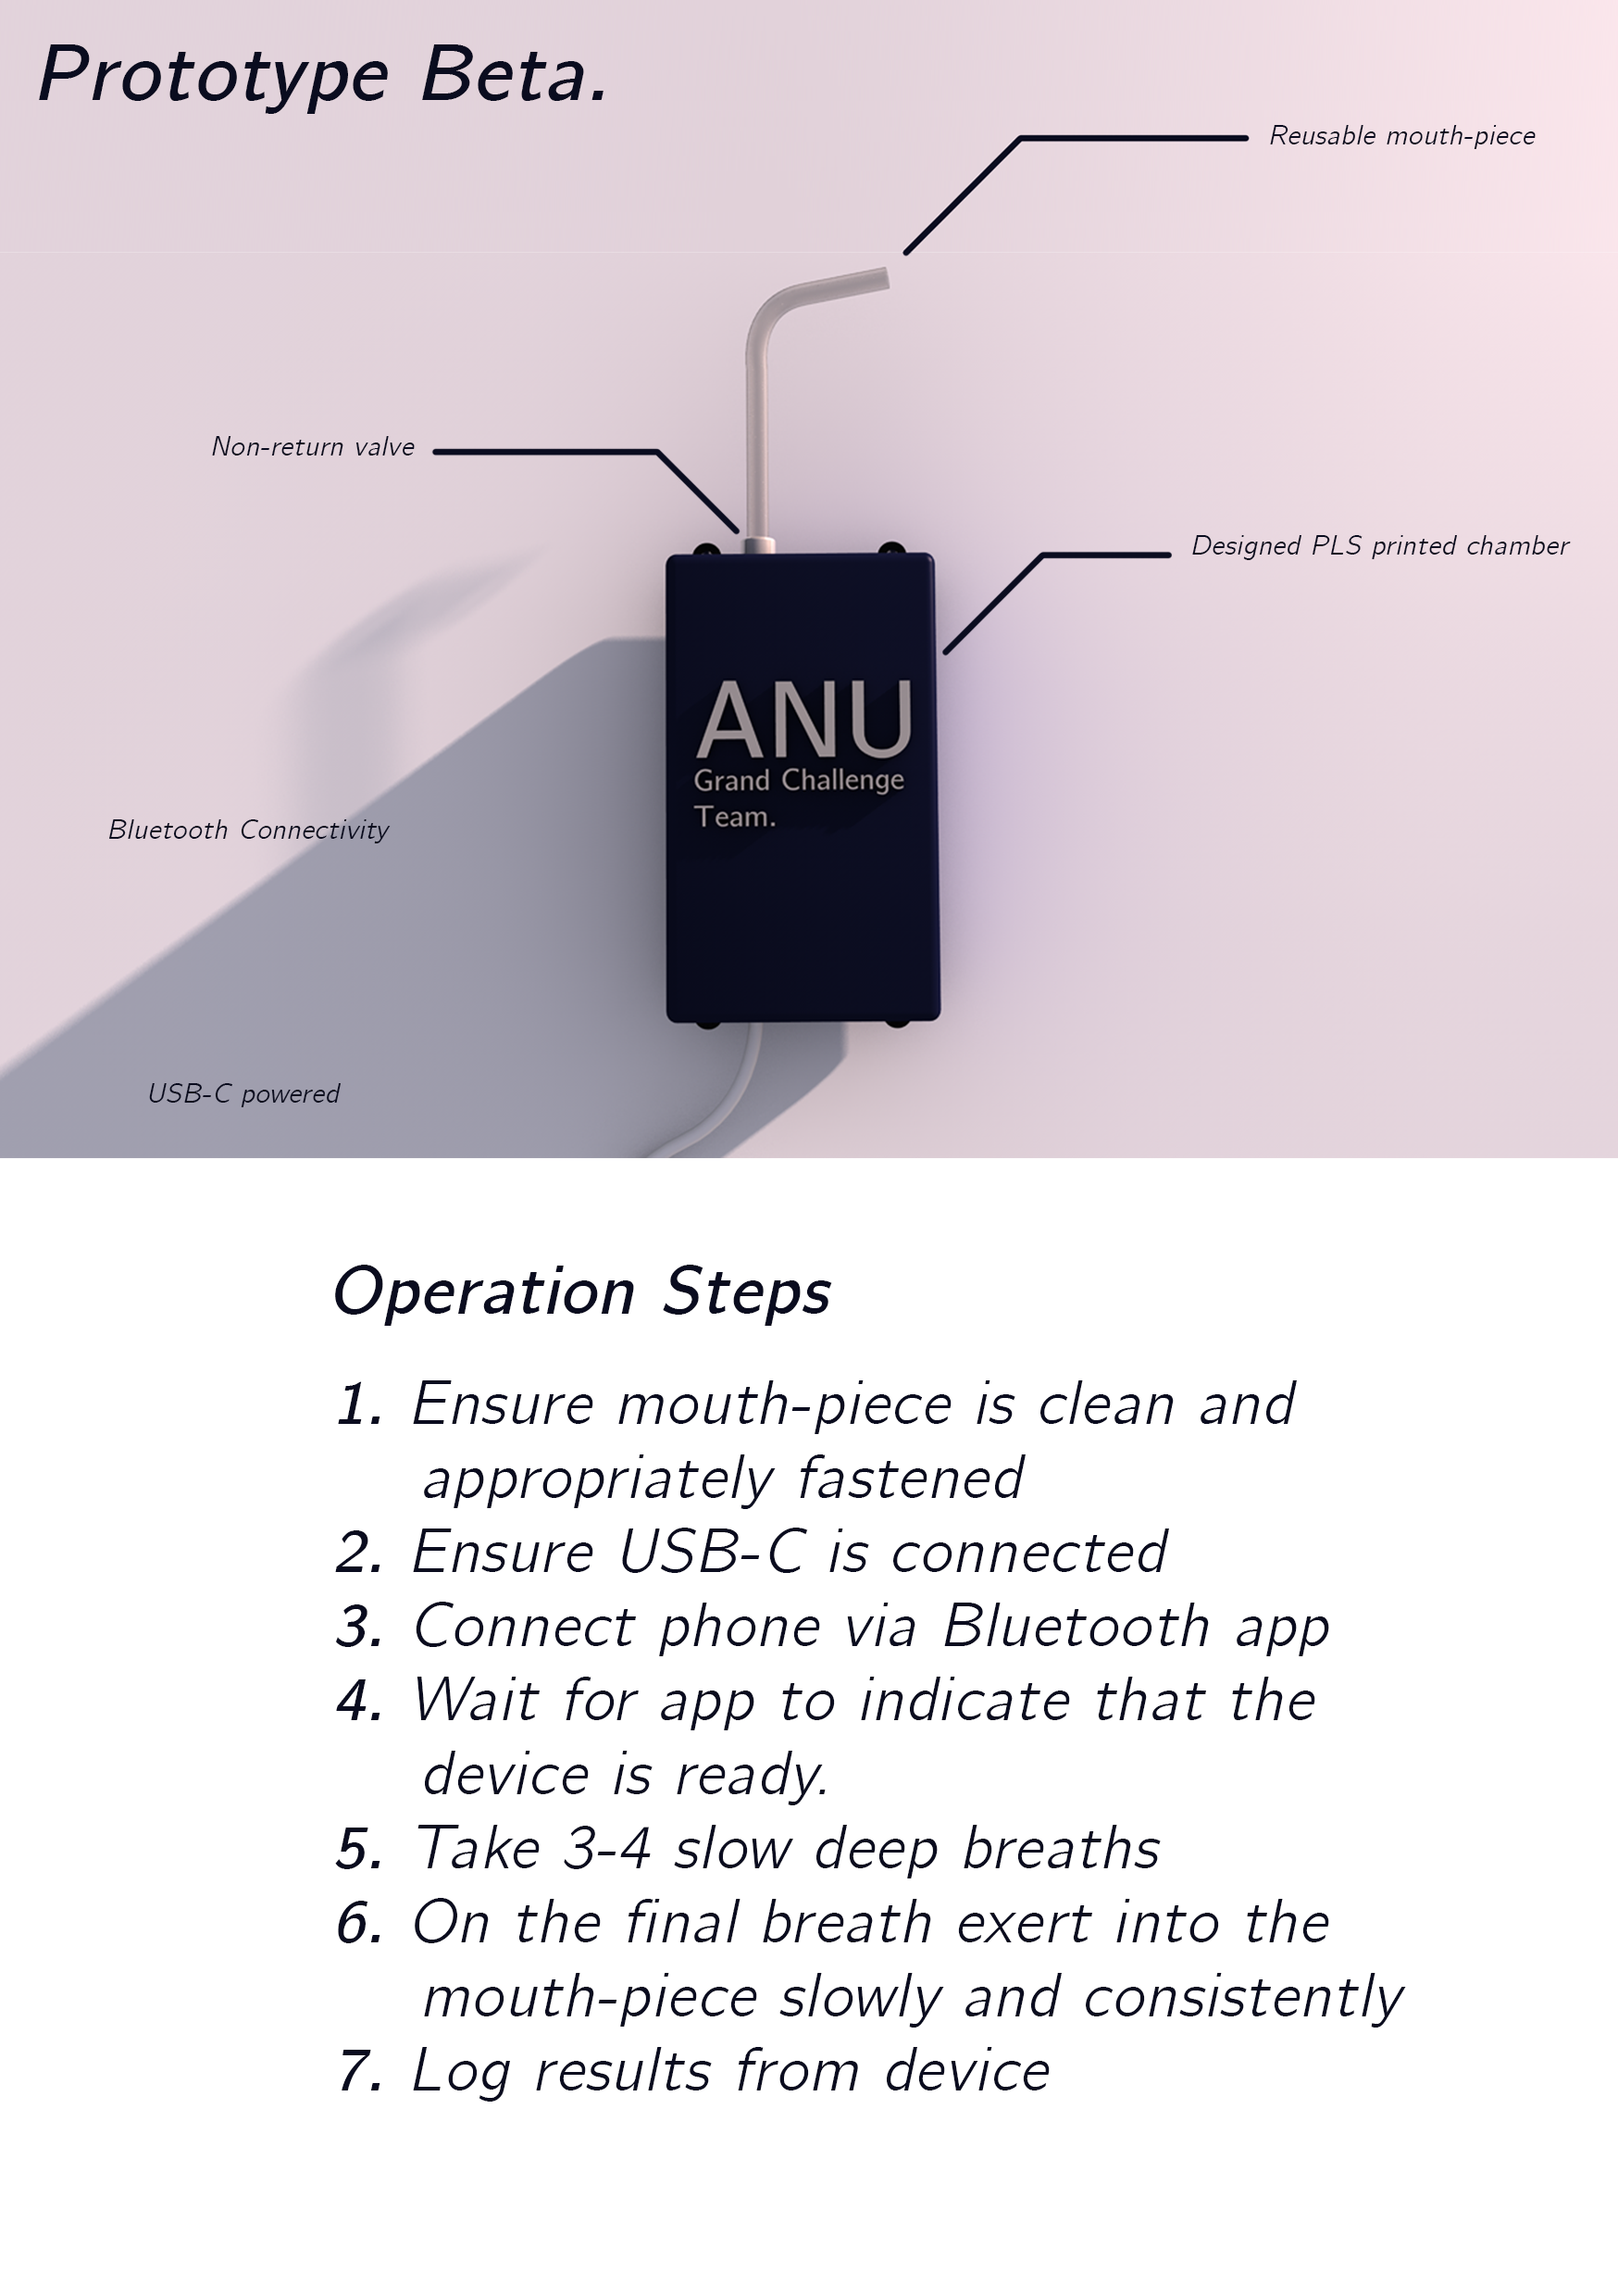 Prototype Beta.
Reusable mouth-piece
Non-return valve
Designed PLS printed chamber
ANU
Grand Challenge
Team.
Bluetooth Connectivity
USB-C powered
Operation Steps
1. Ensure mouth-piece is clean and
appropriately fastened
2. Ensure USB-C is connected
3. Connect phone via Bluetooth app
4. Wait for app to indicate that the
device is ready.
5. Take 3-4 slow deep breaths
6. On the final breath exert into the
mouth-piece slowly and consistently
7. Log results from device